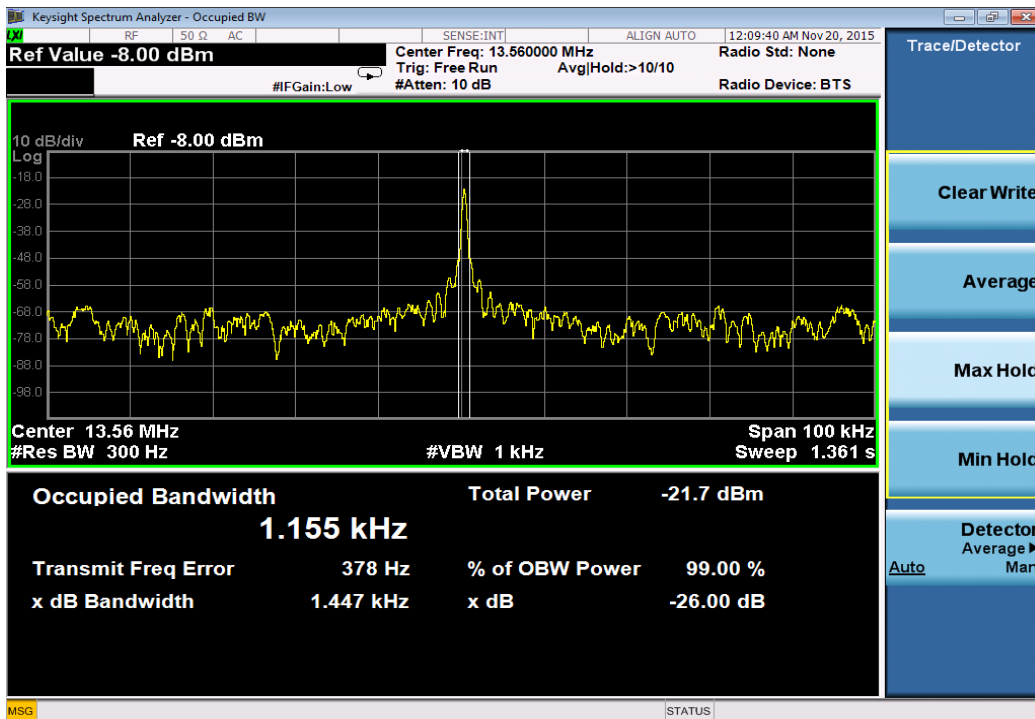 Keysight Spectrum Analyzer - Occupied BW
LXI RF 50 Ω AC SENSE:INT ALIGN AUTO 12:09:40 AM Nov 20, 2015
Ref Value -8.00 dBm
Center Freq: 13.560000 MHz
Radio Std: None
Trig: Free Run Avg|Hold:>10/10
#IFGain:Low
#Atten: 10 dB
Radio Device: BTS
10 dB/div Ref -8.00 dBm
Log
-18.0
-28.0
-38.0
-48.0
-58.0
-68.0
-78.0
-88.0
-98.0
Center 13.56 MHz Span 100 kHz
#Res BW 300 Hz #VBW 1 kHz Sweep 1.361 s
Occupied Bandwidth Total Power -21.7 dBm
1.155 kHz
Transmit Freq Error 378 Hz % of OBW Power 99.00 %
x dB Bandwidth 1.447 kHz x dB -26.00 dB
Trace/Detector
Clear Write
Average
Max Hold
Min Hold
Detector
Average►
Auto Man
MSG STATUS